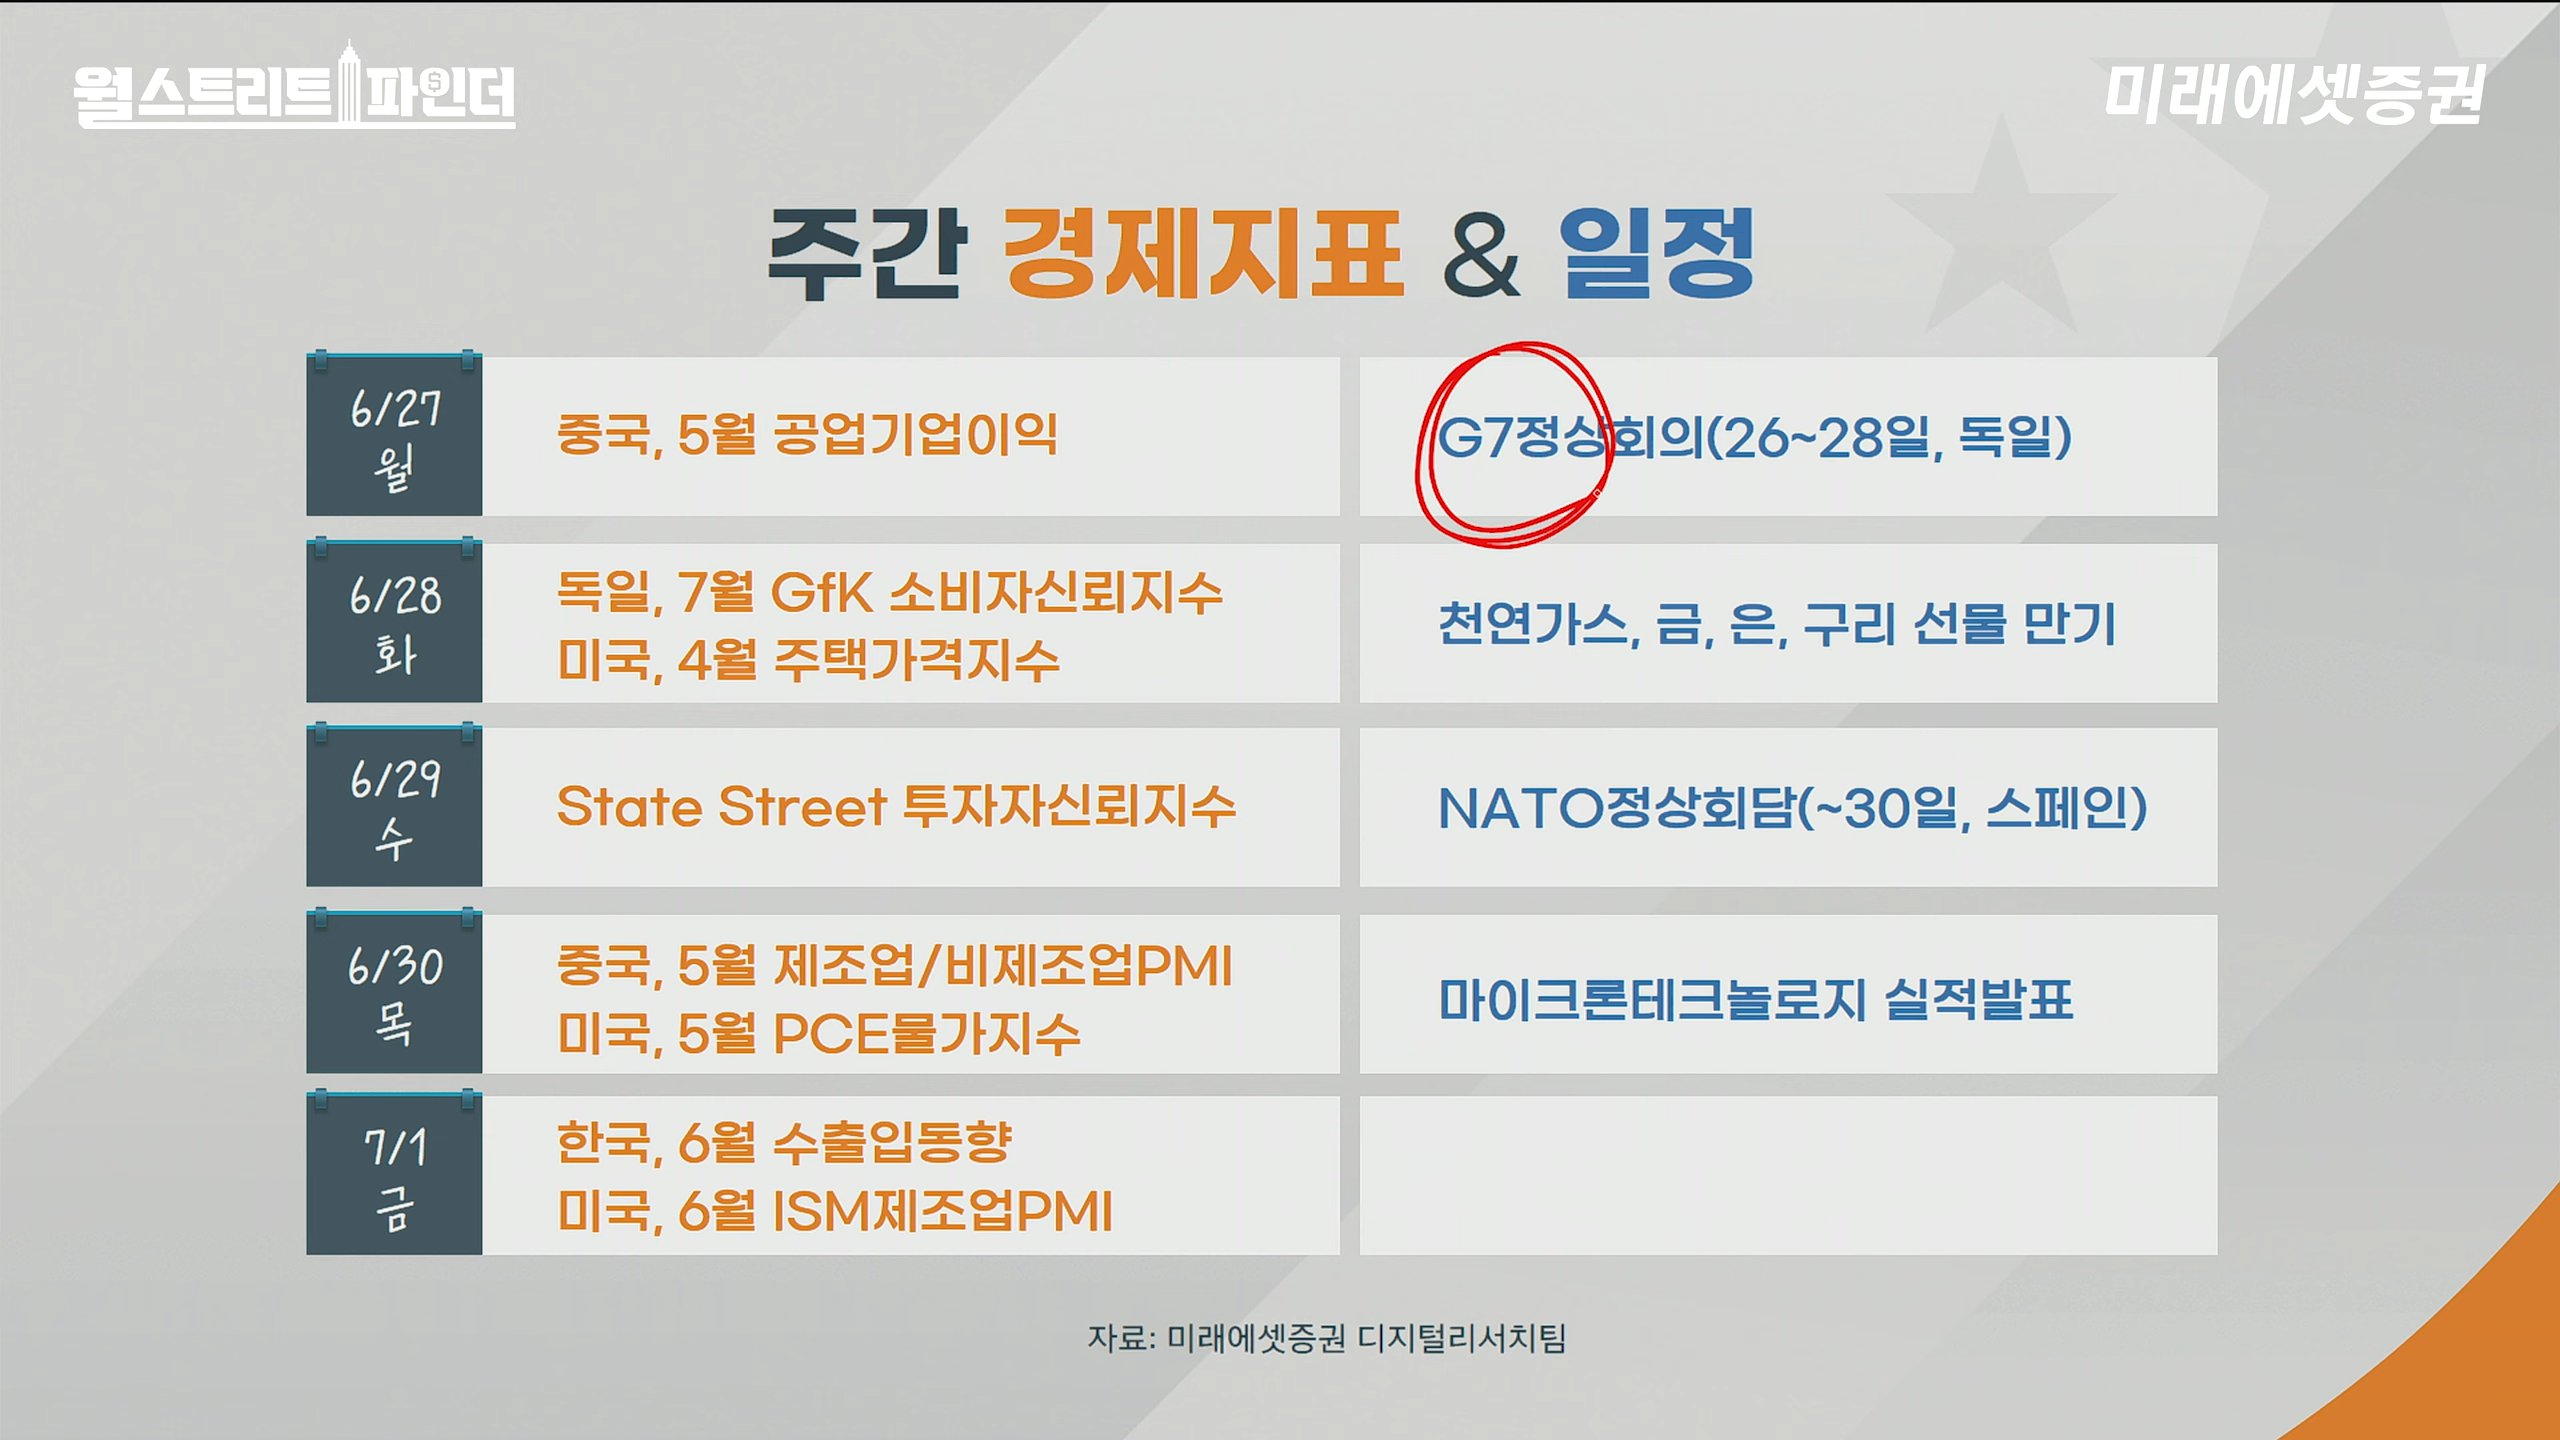 월스트리트 파인더
미래에셋증권
주간 경제지표 & 일정
6/27
월
중국, 5월 공업기업이익
G7정상회의(26~28일, 독일)
6/28
화
독일, 7월 GfK 소비자신뢰지수
미국, 4월 주택가격지수
천연가스, 금, 은, 구리 선물 만기
6/29
수
State Street 투자자신뢰지수
NATO정상회담(~30일, 스페인)
6/30
목
중국, 5월 제조업/비제조업PMI
미국, 5월 PCE물가지수
마이크론테크놀로지 실적발표
7/1
금
한국, 6월 수출입동향
미국, 6월 ISM제조업PMI
자료: 미래에셋증권 디지털리서치팀